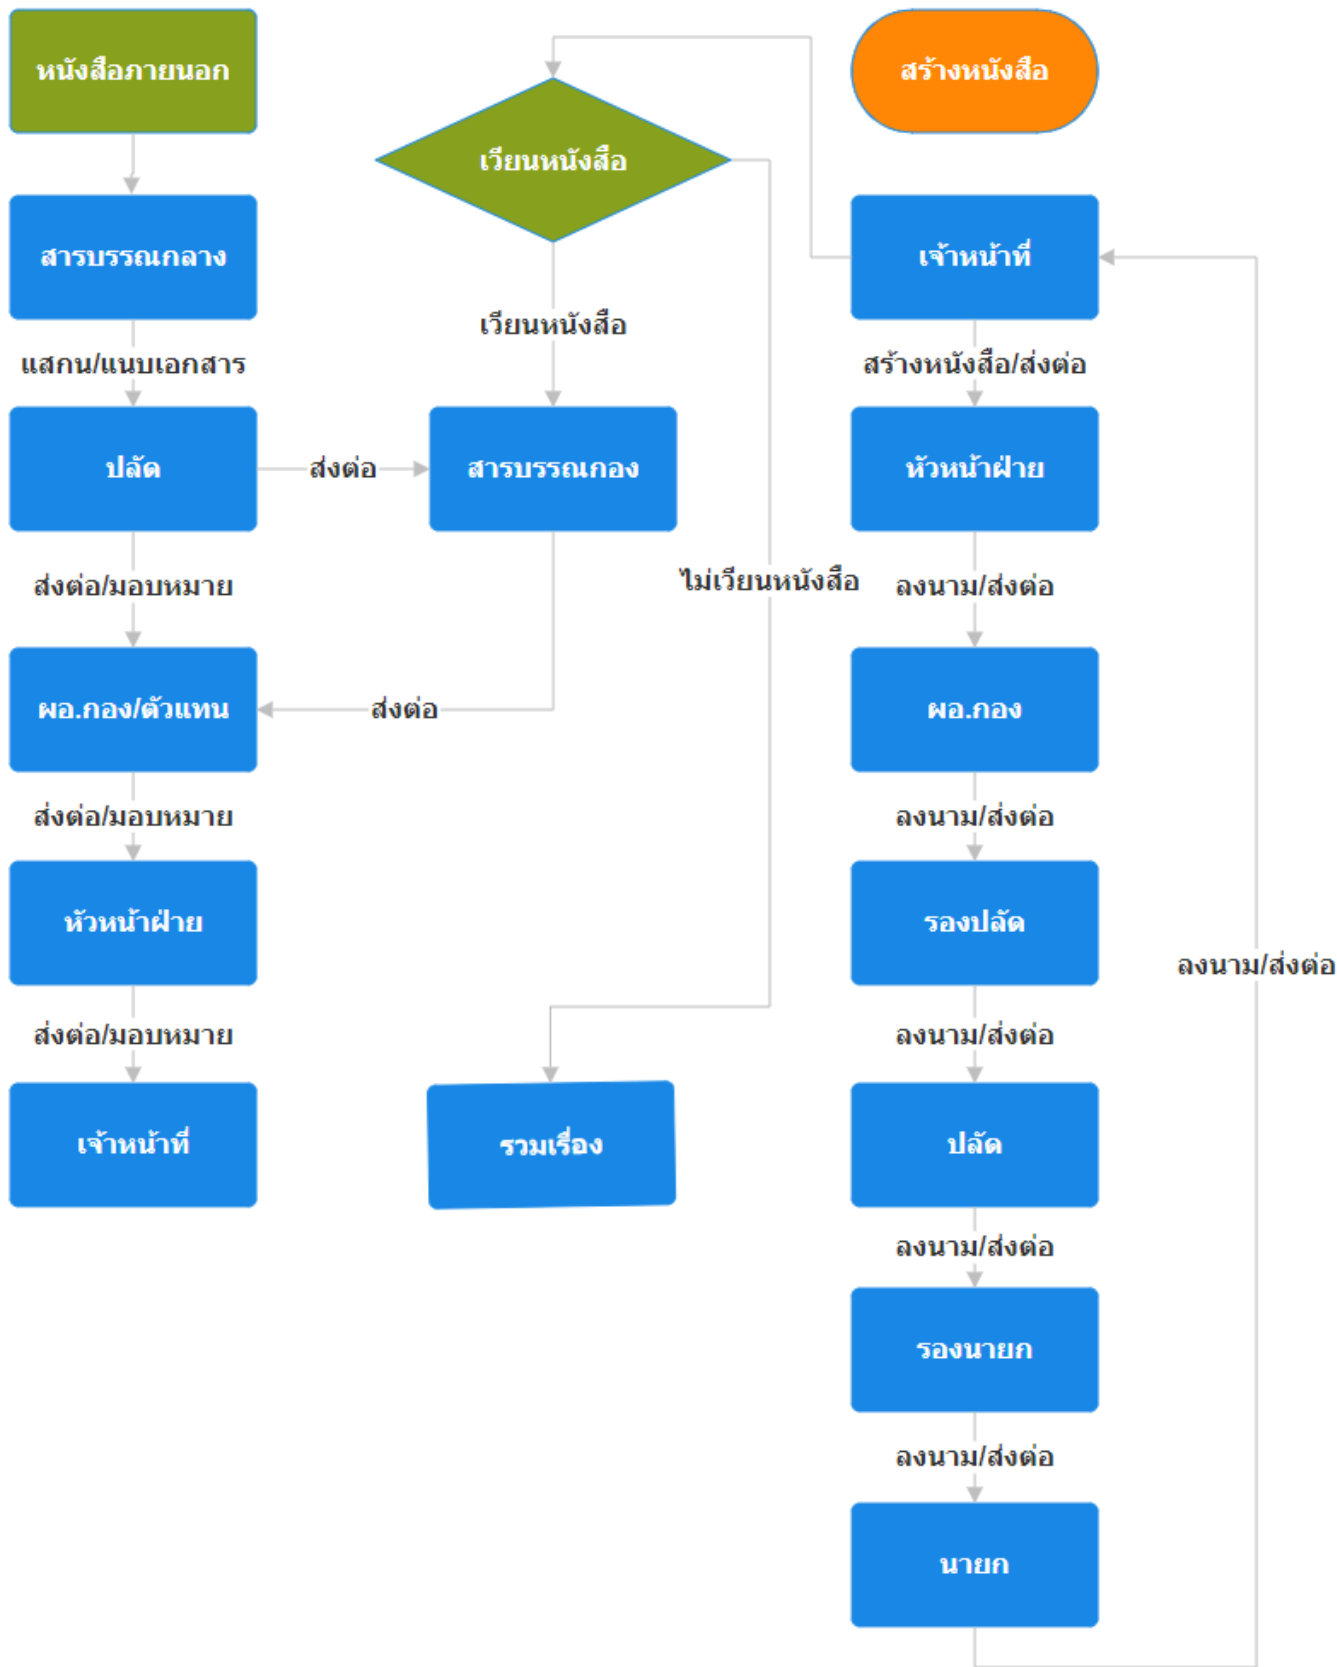 หนังสือภายนอก
สารบรรณกลาง
แสกน/แนบเอกสาร
ปลัด
ส่งต่อ
ส่งต่อ/มอบหมาย
ผอ.กอง/ตัวแทน
ส่งต่อ/มอบหมาย
หัวหน้าฝ่าย
ส่งต่อ/มอบหมาย
เจ้าหน้าที่
เวียนหนังสือ
เวียนหนังสือ
สารบรรณกอง
ส่งต่อ
ไม่เวียนหนังสือ
รวมเรื่อง
สร้างหนังสือ
เจ้าหน้าที่
สร้างหนังสือ/ส่งต่อ
หัวหน้าฝ่าย
ลงนาม/ส่งต่อ
ผอ.กอง
ลงนาม/ส่งต่อ
รองปลัด
ลงนาม/ส่งต่อ
ปลัด
ลงนาม/ส่งต่อ
รองนายก
ลงนาม/ส่งต่อ
นายก
ลงนาม/ส่งต่อ